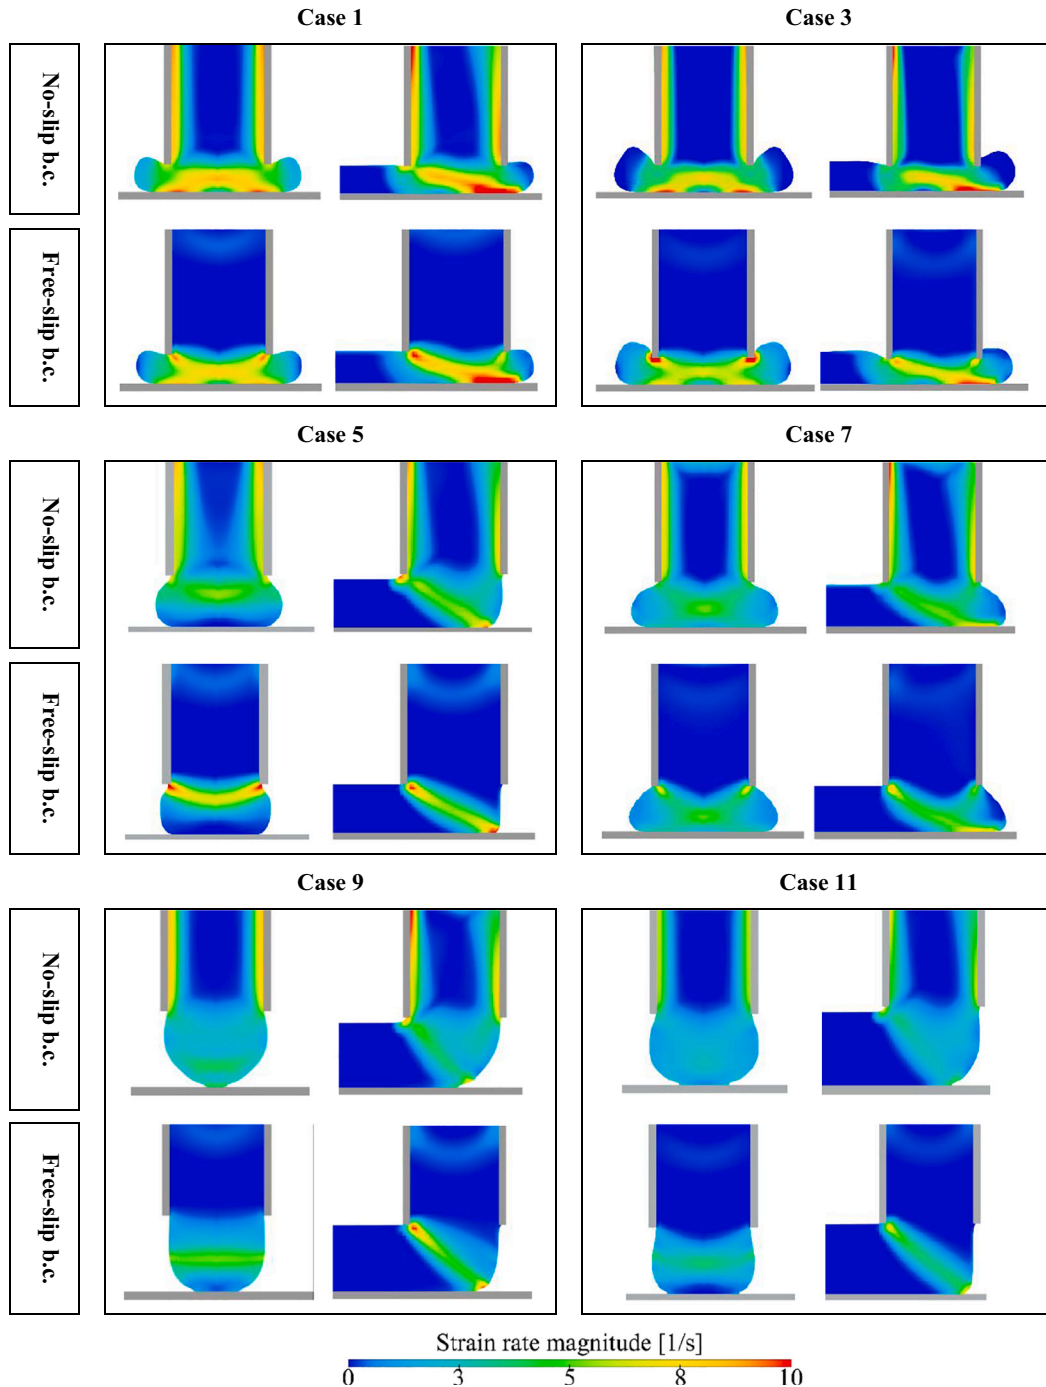 Case 1
Case 3
No-slip b.c.
Free-slip b.c.
Case 5
Case 7
No-slip b.c.
Free-slip b.c.
Case 9
Case 11
No-slip b.c.
Free-slip b.c.
Strain rate magnitude [1/s]
0 3 5 8 10